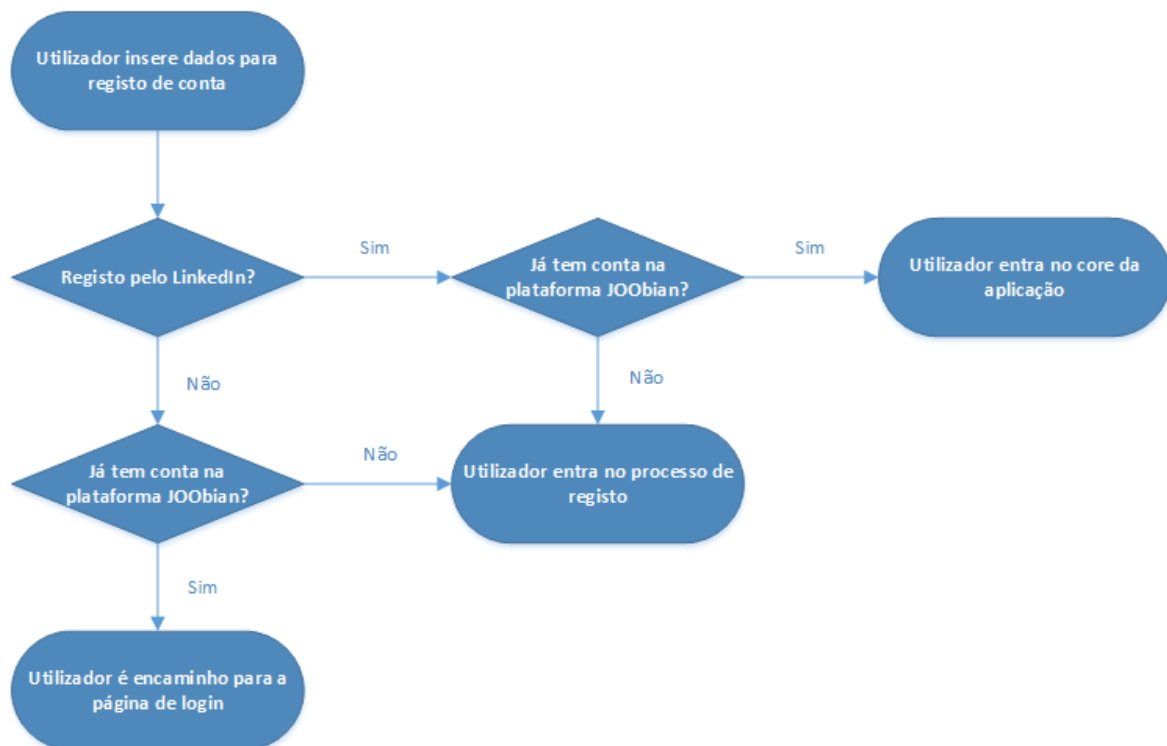 Utilizador insere dados para
registo de conta
Registo pelo LinkedIn?
Sim
Já tem conta na
plataforma JOObian?
Sim
Utilizador entra no core da
aplicação
Não
Não
Já tem conta na
plataforma JOObian?
Não
Utilizador entra no processo de
registo
Sim
Utilizador é encaminho para a
página de login